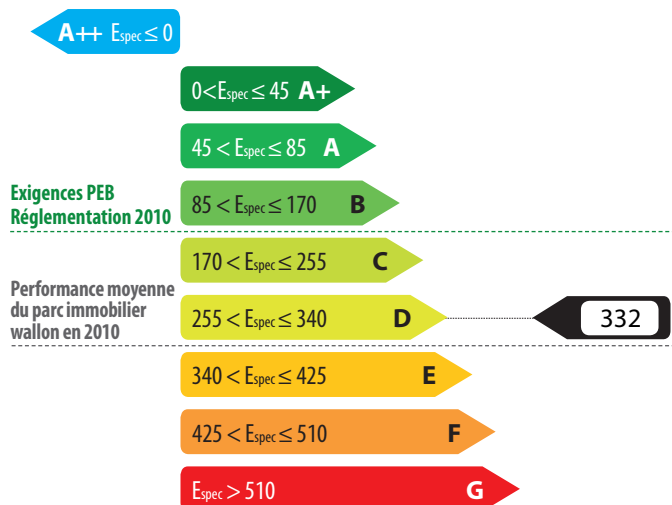 A++ Espec ≤ 0
0<Espec ≤ 45 A+
45 < Espec ≤ 85 A
Exigences PEB
Réglementation 2010
85 < Espec ≤ 170 B
170 < Espec ≤ 255 C
Performance moyenne
du parc immobilier
wallon en 2010
255 < Espec ≤ 340 D
332
340 < Espec ≤ 425 E
425 < Espec ≤ 510 F
Espec > 510 G